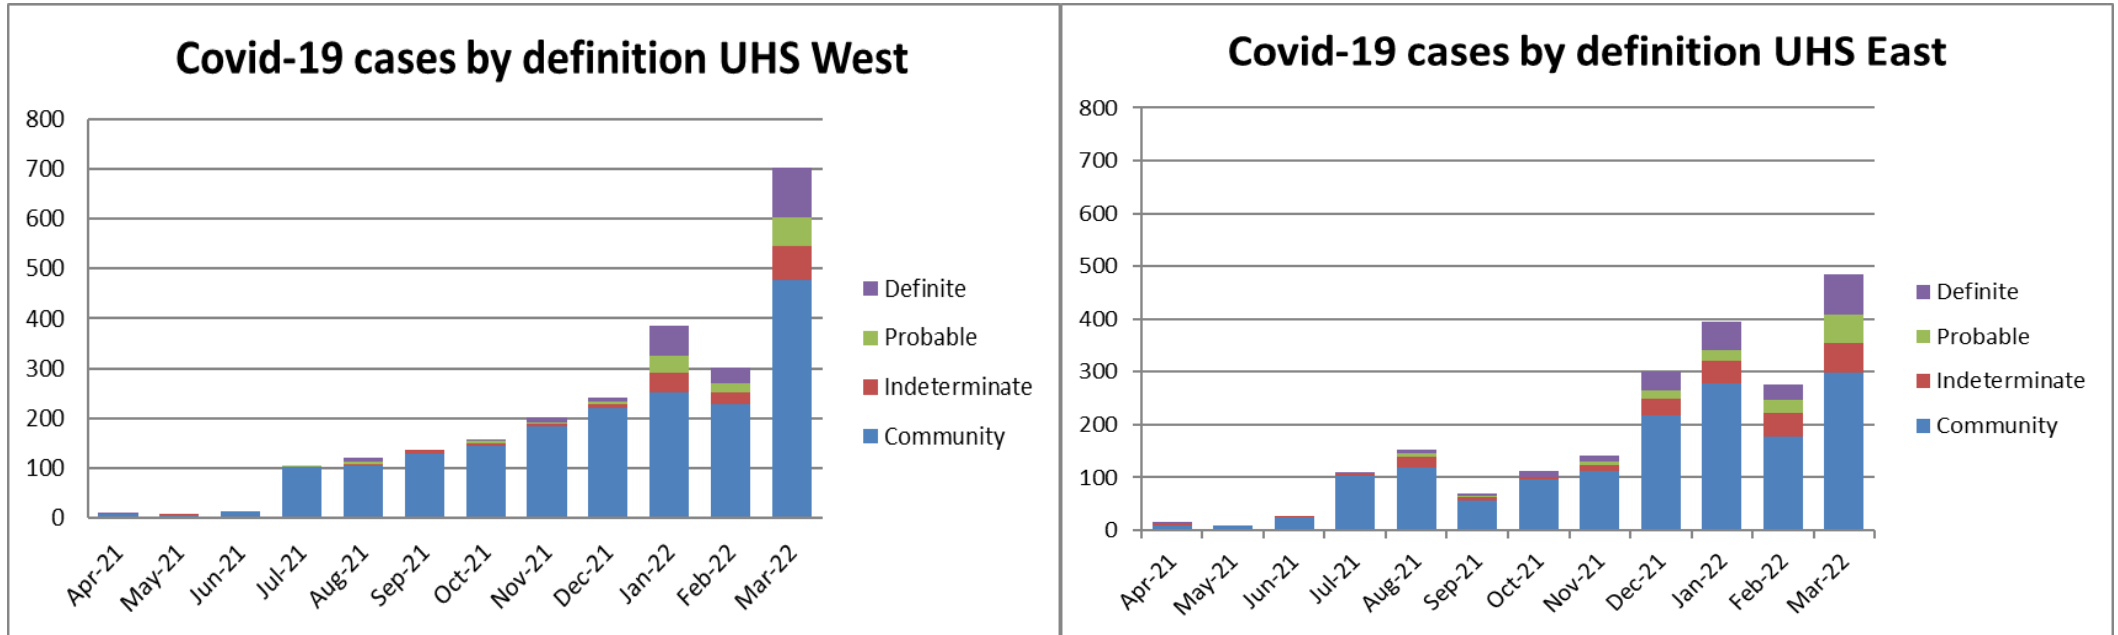 Covid-19 cases by definition UHS West
800
700
600
500
400
300
200
100
0
Apr-21
May-21
Jun-21
Jul-21
Aug-21
Sep-21
Oct-21
Nov-21
Dec-21
Jan-22
Feb-22
Mar-22
Definite
Probable
Indeterminate
Community
Covid-19 cases by definition UHS East
800
700
600
500
400
300
200
100
0
Apr-21
May-21
Jun-21
Jul-21
Aug-21
Sep-21
Oct-21
Nov-21
Dec-21
Jan-22
Feb-22
Mar-22
Definite
Probable
Indeterminate
Community